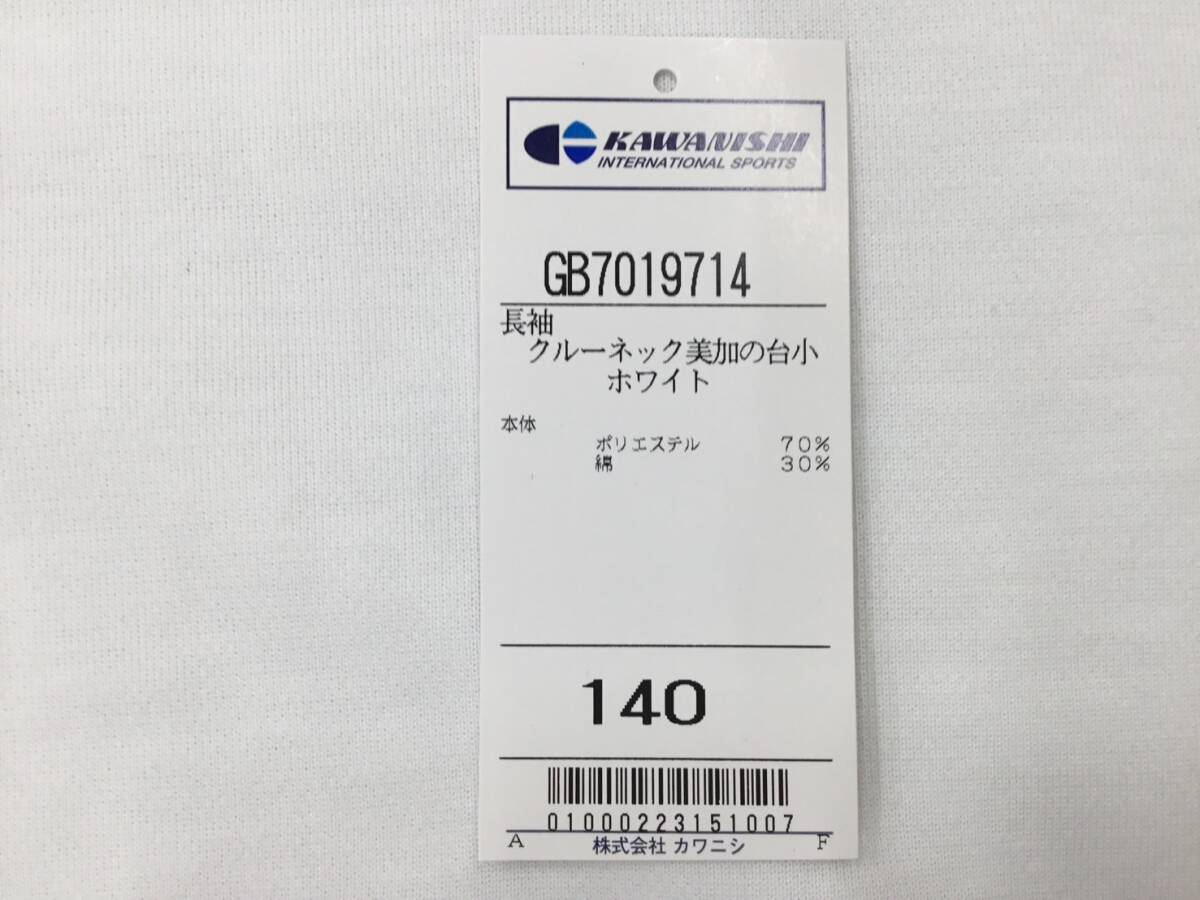 KAWANISHI
INTERNATIONAL SPORTS
GB7019714
長袖
クルーネック美加の台小
ホワイト
本体
ポリエステル 70%
綿 30%
140
01000223151007
A 株式会社 カワニシ F